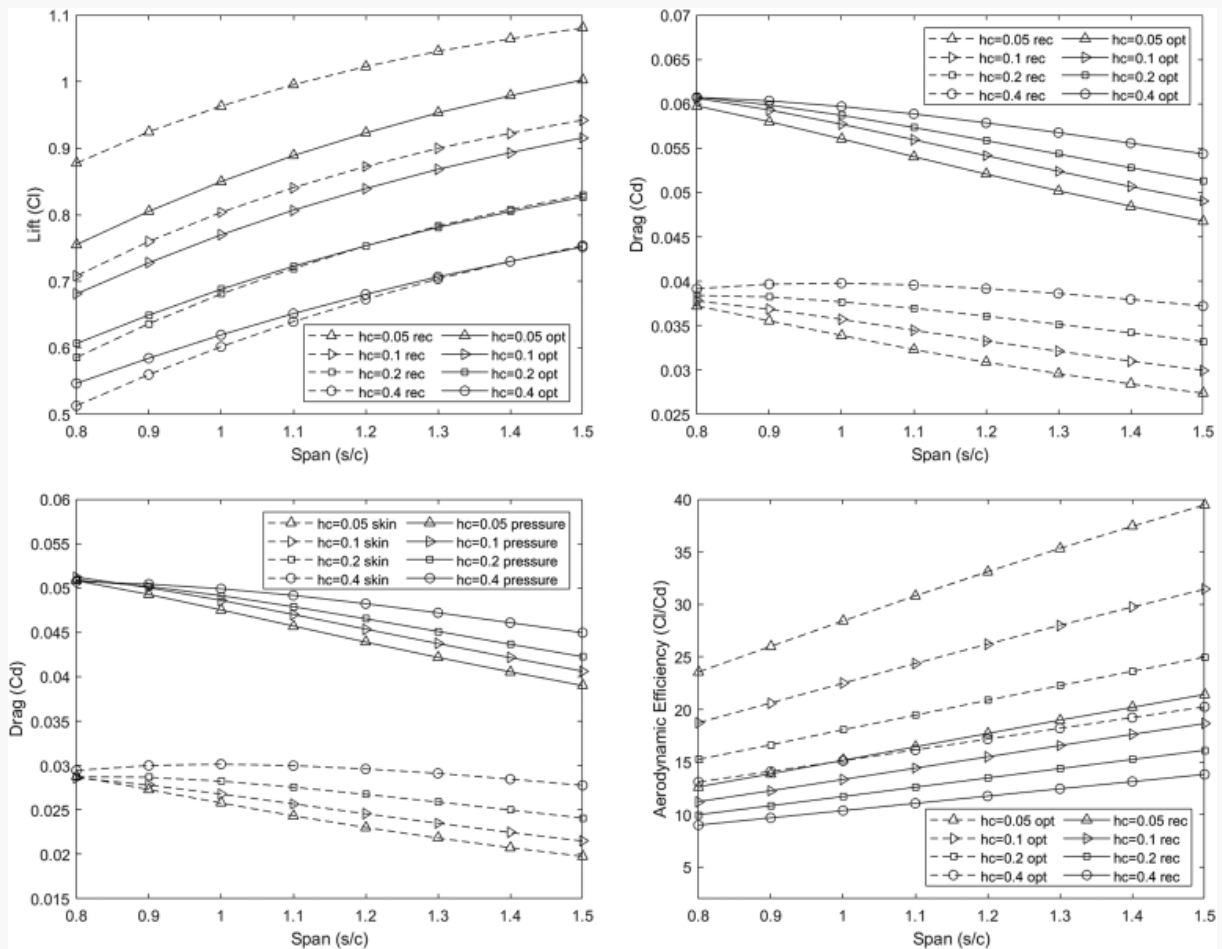 1.1
1
0.9
0.8
0.7
0.6
0.5
Lift (Cl)
hc=0.05 rec hc=0.05 opt
hc=0.1 rec hc=0.1 opt
hc=0.2 rec hc=0.2 opt
hc=0.4 rec hc=0.4 opt
0.8 0.9 1 1.1 1.2 1.3 1.4 1.5
Span (s/c)
0.07
0.065
0.06
0.055
0.05
0.045
0.04
0.035
0.03
0.025
Drag (Cd)
hc=0.05 rec hc=0.05 opt
hc=0.1 rec hc=0.1 opt
hc=0.2 rec hc=0.2 opt
hc=0.4 rec hc=0.4 opt
0.8 0.9 1 1.1 1.2 1.3 1.4 1.5
Span (s/c)
0.06
0.055
0.05
0.045
0.04
0.035
0.03
0.025
0.02
0.015
Drag (Cd)
hc=0.05 skin hc=0.05 pressure
hc=0.1 skin hc=0.1 pressure
hc=0.2 skin hc=0.2 pressure
hc=0.4 skin hc=0.4 pressure
0.8 0.9 1 1.1 1.2 1.3 1.4 1.5
Span (s/c)
40
35
30
25
20
15
10
5
Aerodynamic Efficiency (Cl/Cd)
hc=0.05 opt hc=0.05 rec
hc=0.1 opt hc=0.1 rec
hc=0.2 opt hc=0.2 rec
hc=0.4 opt hc=0.4 rec
0.8 0.9 1 1.1 1.2 1.3 1.4 1.5
Span (s/c)